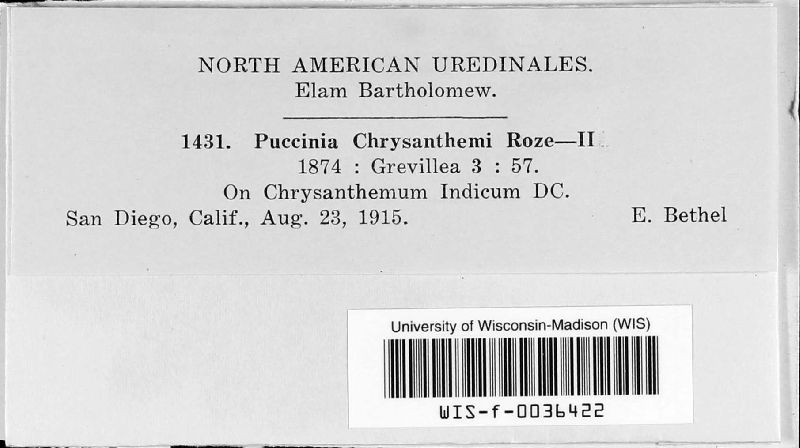 NORTH AMERICAN UREDINALES.
Elam Bartholomew.
1431. Puccinia Chrysanthemi Roze—II
1874 : Grevillea 3 : 57.
On Chrysanthemum Indicum DC.
San Diego, Calif., Aug. 23, 1915. E. Bethel
University of Wisconsin-Madison (WIS)
WIS-f-0036422